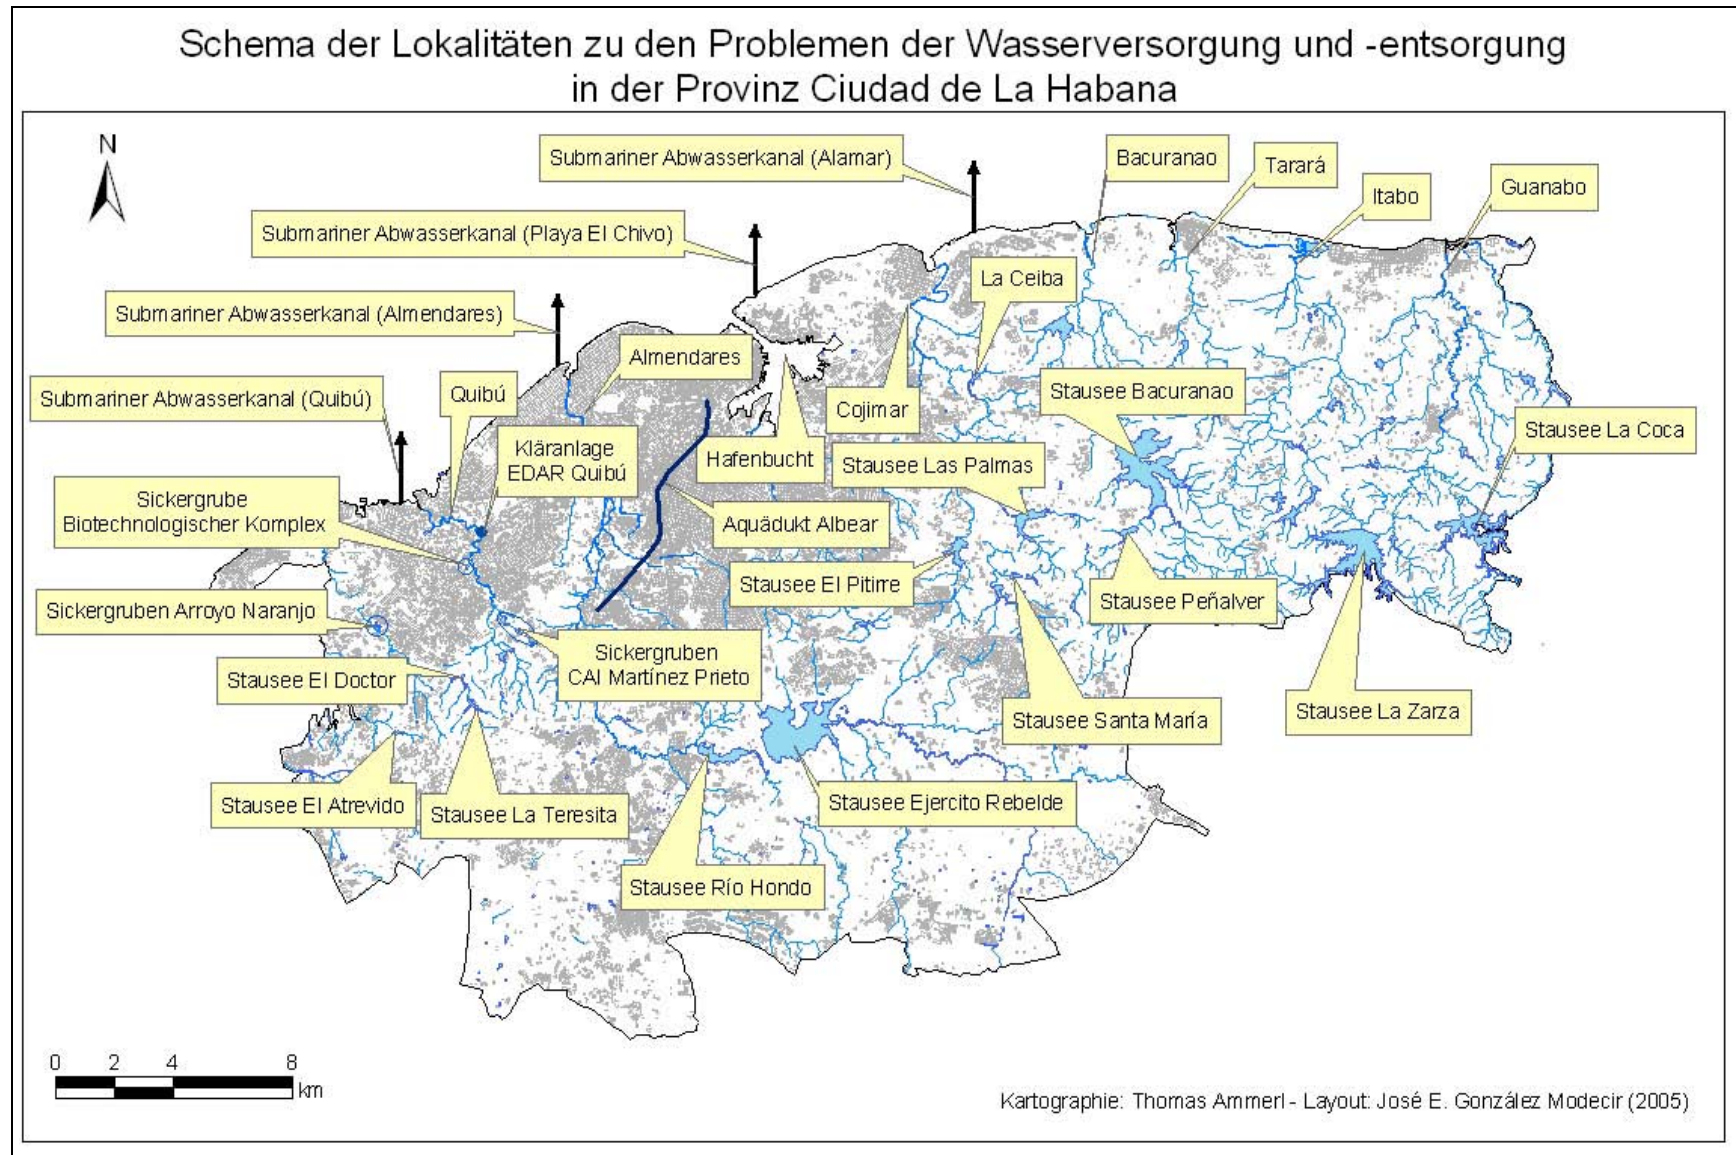 Schema der Lokalitäten zu den Problemen der Wasserversorgung und -entsorgung
in der Provinz Ciudad de La Habana
N
Submariner Abwasserkanal (Alamar)
Bacuranao
Tarará
Itabo
Guanabo
Submariner Abwasserkanal (Playa El Chivo)
La Ceiba
Submariner Abwasserkanal (Almendares)
Almendares
Submariner Abwasserkanal (Quibú)
Quibú
Cojimar
Stausee Bacuranao
Stausee La Coca
Kläranlage
EDAR Quibú
Hafenbucht
Stausee Las Palmas
Sickergrube
Biotechnologischer Komplex
Aquädukt Albear
Stausee El Pitirre
Stausee Peñalver
Sickergruben Arroyo Naranjo
Sickergruben
CAI Martínez Prieto
Stausee El Doctor
Stausee Santa María
Stausee La Zarza
Stausee El Atrevido
Stausee La Teresita
Stausee Ejercito Rebelde
Stausee Río Hondo
0 2 4 8
km
Kartographie: Thomas Ammerl - Layout: José E. González Modecir (2005)